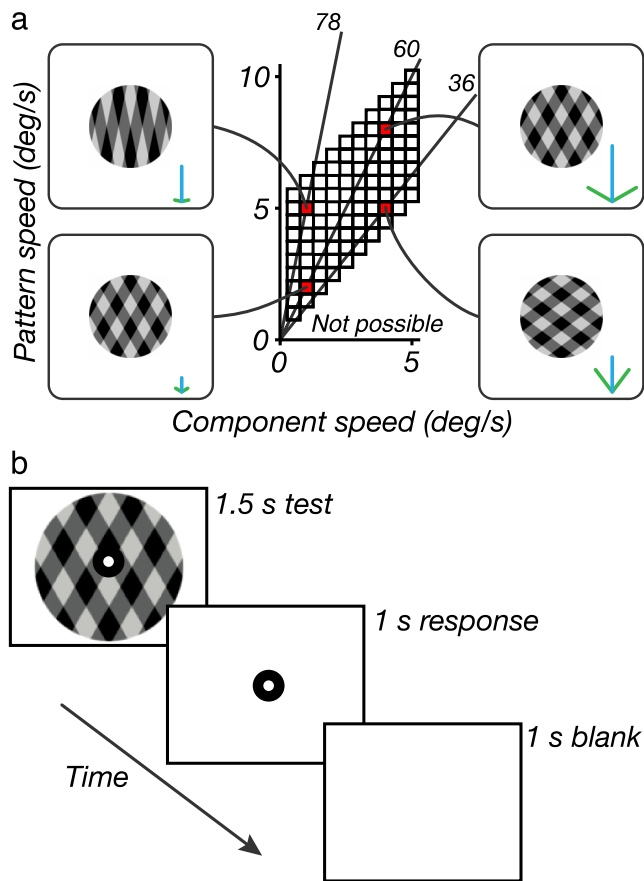 a
Pattern speed (deg/s)
10
5
0
78
60
36
Not possible
0
5
Component speed (deg/s)
b
1.5 s test
1 s response
1 s blank
Time